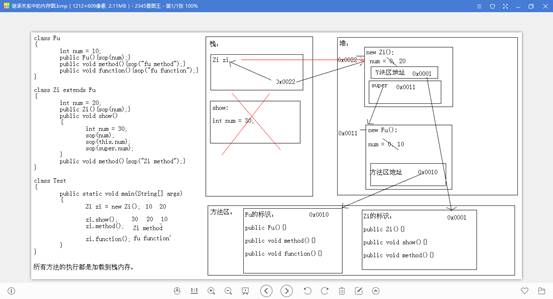 继承关系中的内存图.bmp | 1212×609像素, 2.11MB | - 2345看图王 - 第1/1张 100%
class Fu
{
int num = 10;
public Fu(){sop(num);}
public void method(){sop("fu method");}
public void function(){sop("fu function");}
}
class Zi extends Fu
{
int num = 20;
public Zi(){sop(num);}
public void show()
{
int num = 30;
sop(num);
sop(this.num);
sop(super.num);
}
public void method(){sop("Zi method");}
}
class Test
{
public static void main(String[] args)
{
Zi zi = new Zi(); 10 20
zi.show(); 30 20 10
zi.method(); Zi method
zi.function(); fu function'
}
}
所有方法的执行都是加载到栈内存。
栈:
Zi zi
0x0022
show:
int num = 30;
堆:
0x0022
new Zi():
num = 0, 20
方法区地址 0x0001
super 0x0011
0x0011
new Fu():
num = 0, 10
方法区地址 0x0010
方法区:
Fu的标识: 0x0010
public Fu(){}
public void method(){}
public void function(){}
Zi的标识: 0x0001
public Zi(){}
public void show(){}
public void method(){}
1:1